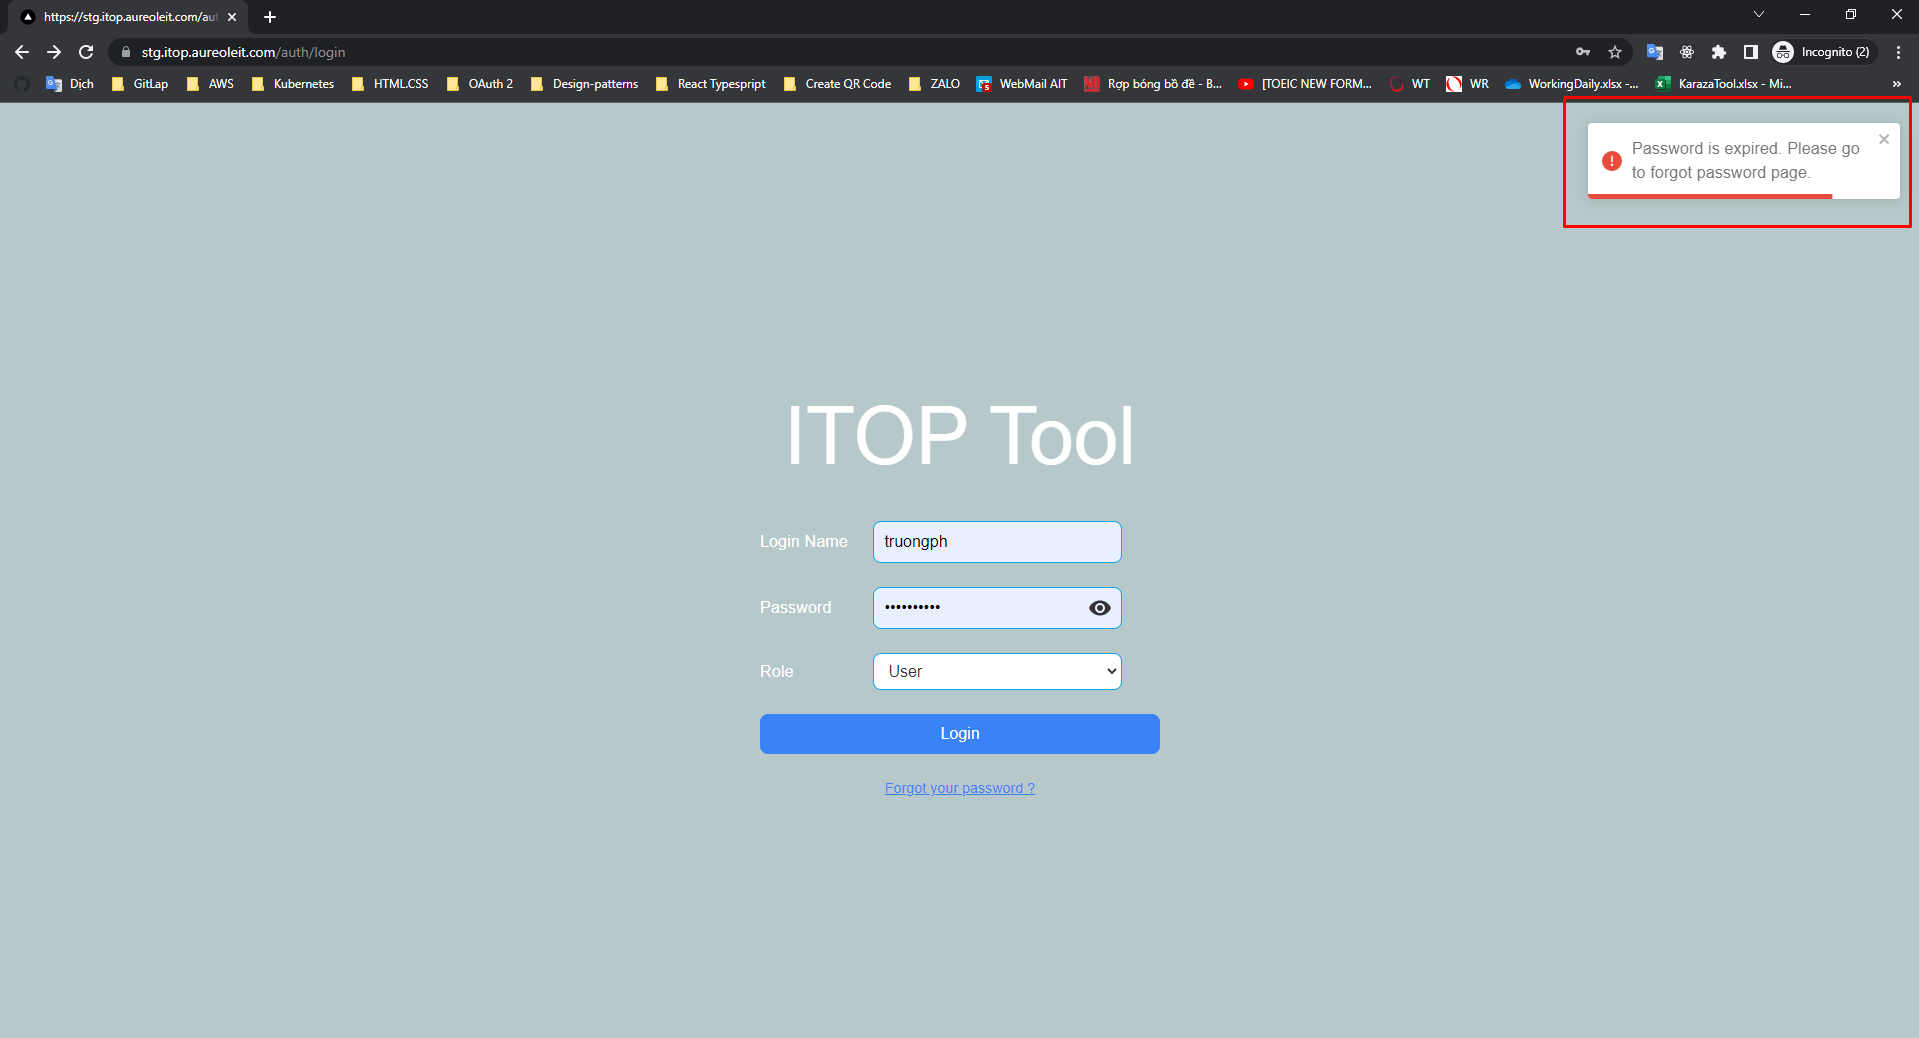 https://stg.itop.aureoleit.com/aut
stg.itop.aureoleit.com/auth/login
Incognito (2)
Dịch
GitLap
AWS
Kubernetes
HTML.CSS
OAuth 2
Design-patterns
React Typespript
Create QR Code
ZALO
WebMail AIT
Rợp bóng bồ đề - B...
[TOEIC NEW FORM...
WT
WR
WorkingDaily.xlsx -...
KarazaTool.xlsx - Mi...
»
Password is expired. Please go
to forgot password page.
ITOP Tool
Login Name
truongph
Password
••••••••••
Role
User
Login
Forgot your password ?